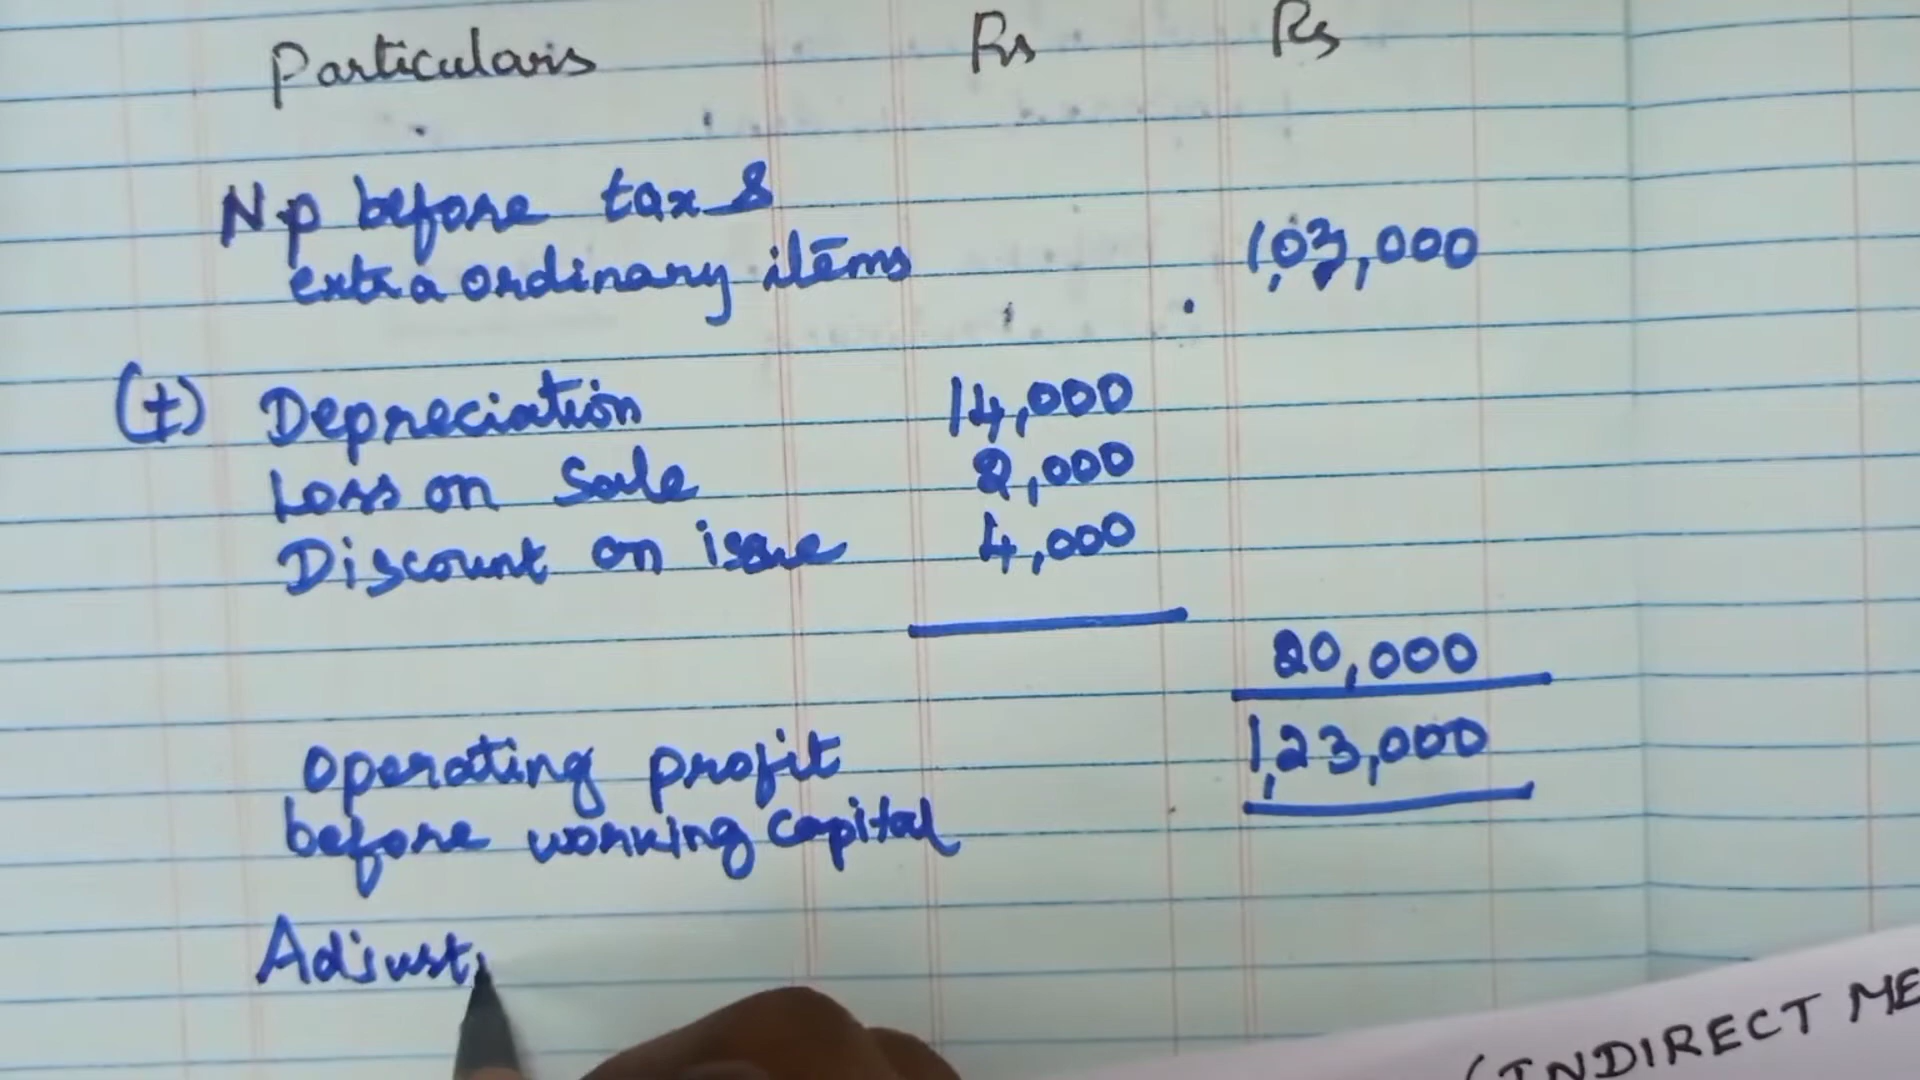 Particulars Rs Rs
N.p before tax &
extra ordinary items 1,03,000
(+) Depreciation 14,000
Loss on Sale 2,000
Discount on issue 4,000
20,000
Operating profit 1,23,000
before working capital
Adjust
(INDIRECT ME